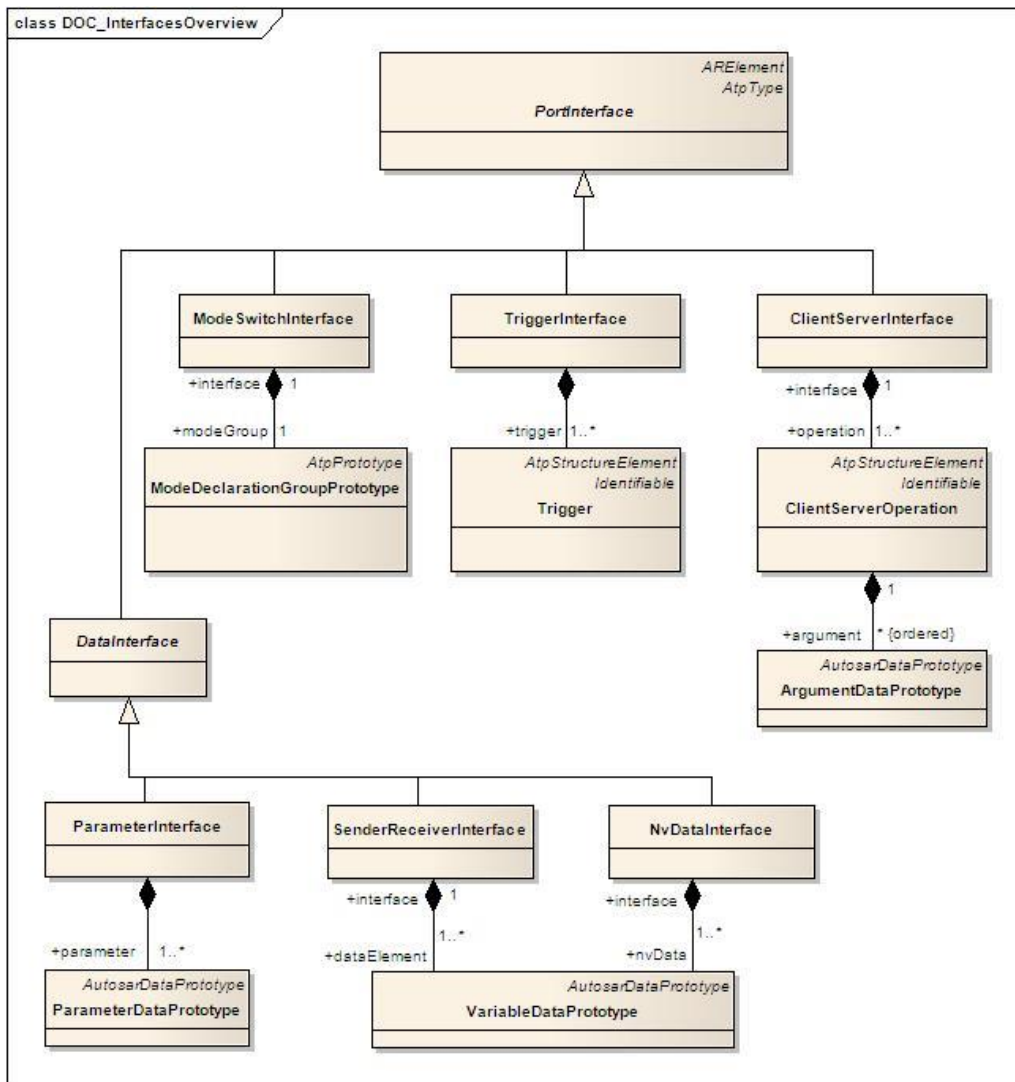 class DOC_InterfacesOverview
ARElement
AtpType
PortInterface
ModeSwitchInterface
TriggerInterface
ClientServerInterface
+interface 1
+interface 1
+modeGroup 1
+trigger 1..*
+operation 1..*
AtpPrototype
ModeDeclarationGroupPrototype
AtpStructureElement
Identifiable
Trigger
AtpStructureElement
Identifiable
ClientServerOperation
1
+argument * {ordered}
DataInterface
AutosarDataPrototype
ArgumentDataPrototype
ParameterInterface
SenderReceiverInterface
NvDataInterface
+interface 1
+interface
+parameter 1..*
1..*
+dataElement
1..*
+nvData
AutosarDataPrototype
ParameterDataPrototype
AutosarDataPrototype
VariableDataPrototype